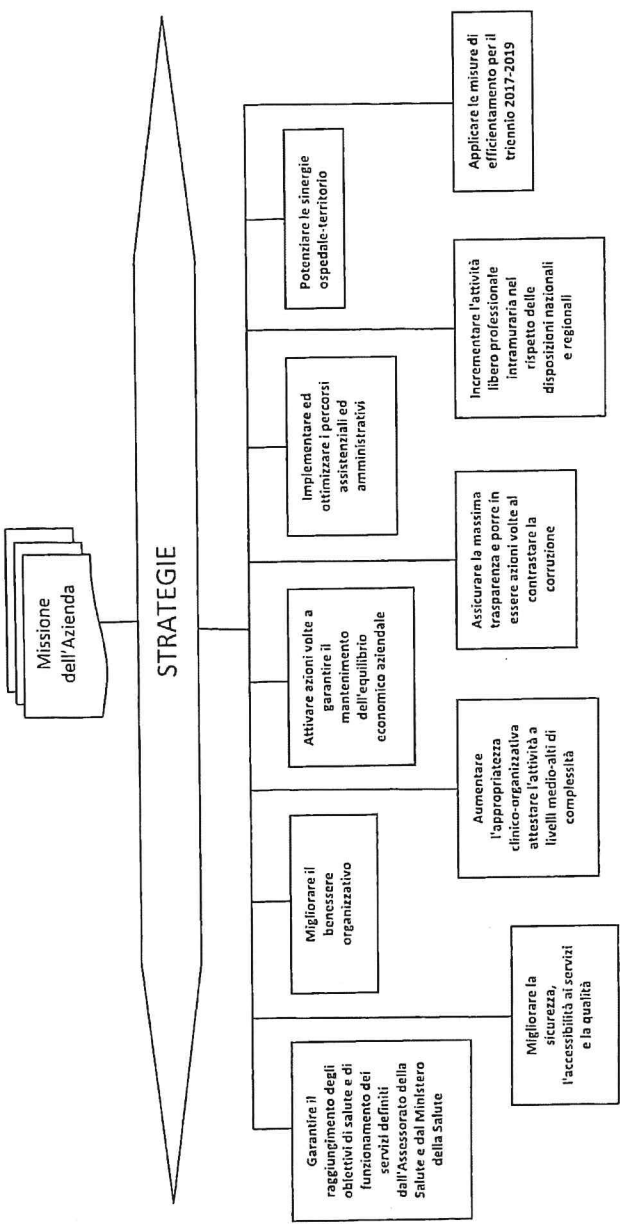 Missione
dell'Azienda
STRATEGIE
Garantire il
raggiungimento degli
obiettivi di salute e di
funzionamento dei
servizi definiti
dall'Assessorato della
Salute e dal Ministero
della Salute
Migliorare il
benessere
organizzativo
Attivare azioni volte a
garantire il
mantenimento
dell'equilibrio
economico aziendale
Implementare ed
ottimizzare i percorsi
assistenziali ed
amministrativi
Potenziare le sinergie
ospedale-territorio
Migliorare la
sicurezza,
l'accessibilità ai servizi
e la qualità
Aumentare
l'appropriatezza
clinico-organizzativa
attestare l'attività a
livelli medio-alti di
complessità
Assicurare la massima
trasparenza e porre in
essere azioni volte al
contrastare la
corruzione
Incrementare l'attività
libero professionale
intramuraria nel
rispetto delle
disposizioni nazionali
e regionali
Applicare le misure di
efficientamento per il
triennio 2017-2019